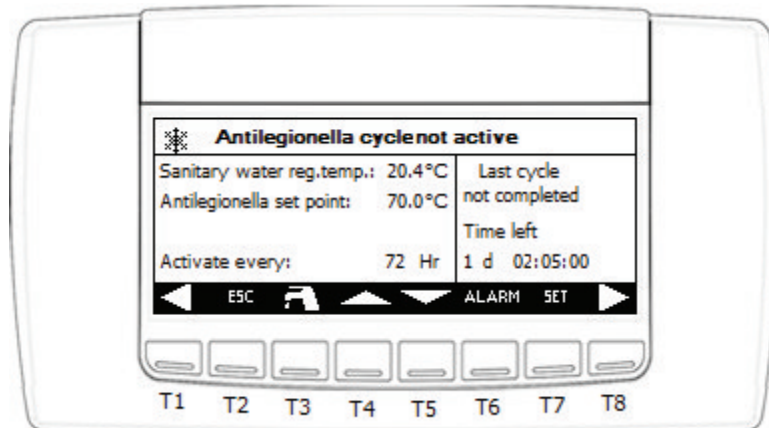 Antilegionella cycle not active
Sanitary water reg.temp.: 20.4°C
Antilegionella set point: 70.0°C
Activate every: 72 Hr
Last cycle
not completed
Time left
1 d 02:05:00
ESC ALARM SET
T1 T2 T3 T4 T5 T6 T7 T8